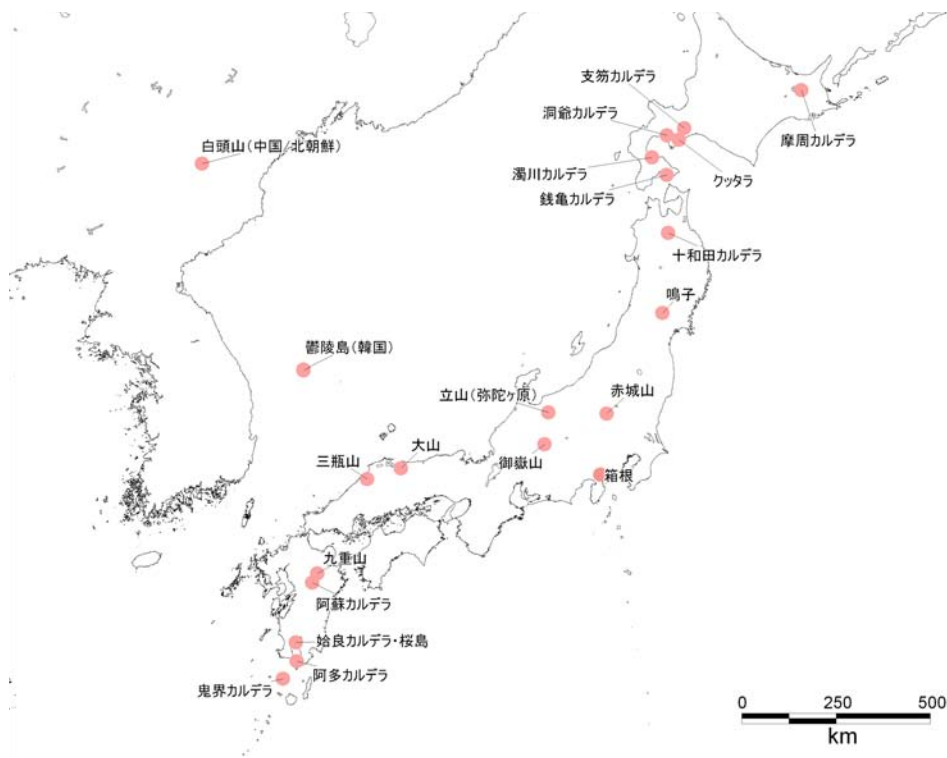 支笏カルデラ
洞爺カルデラ
摩周カルデラ
白頭山（中国/北朝鮮）
濁川カルデラ
クッタラ
銭亀カルデラ
十和田カルデラ
鳴子
鬱陵島（韓国）
立山（弥陀ヶ原）
赤城山
大山
三瓶山
御嶽山
箱根
九重山
阿蘇カルデラ
姶良カルデラ・桜島
阿多カルデラ
鬼界カルデラ
0 250 500
km